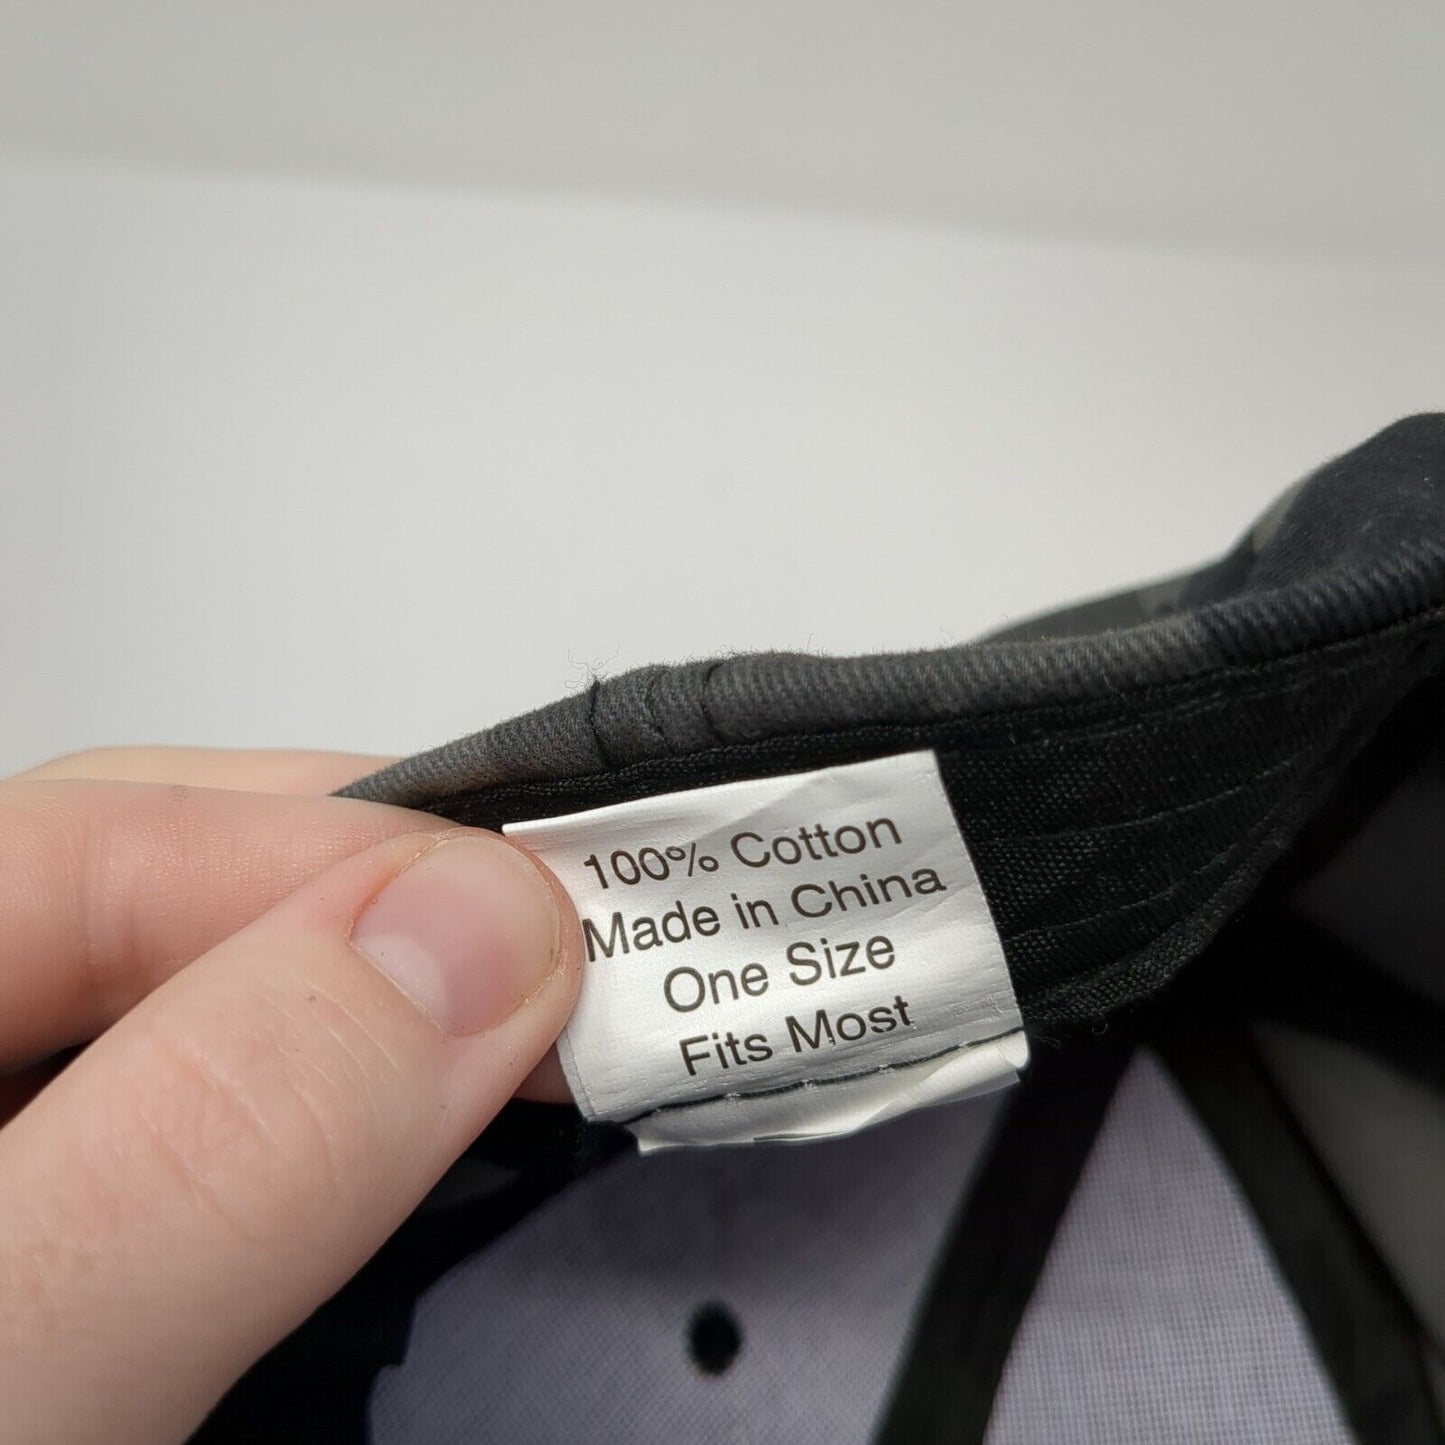 100% Cotton
Made in China
One Size
Fits Most